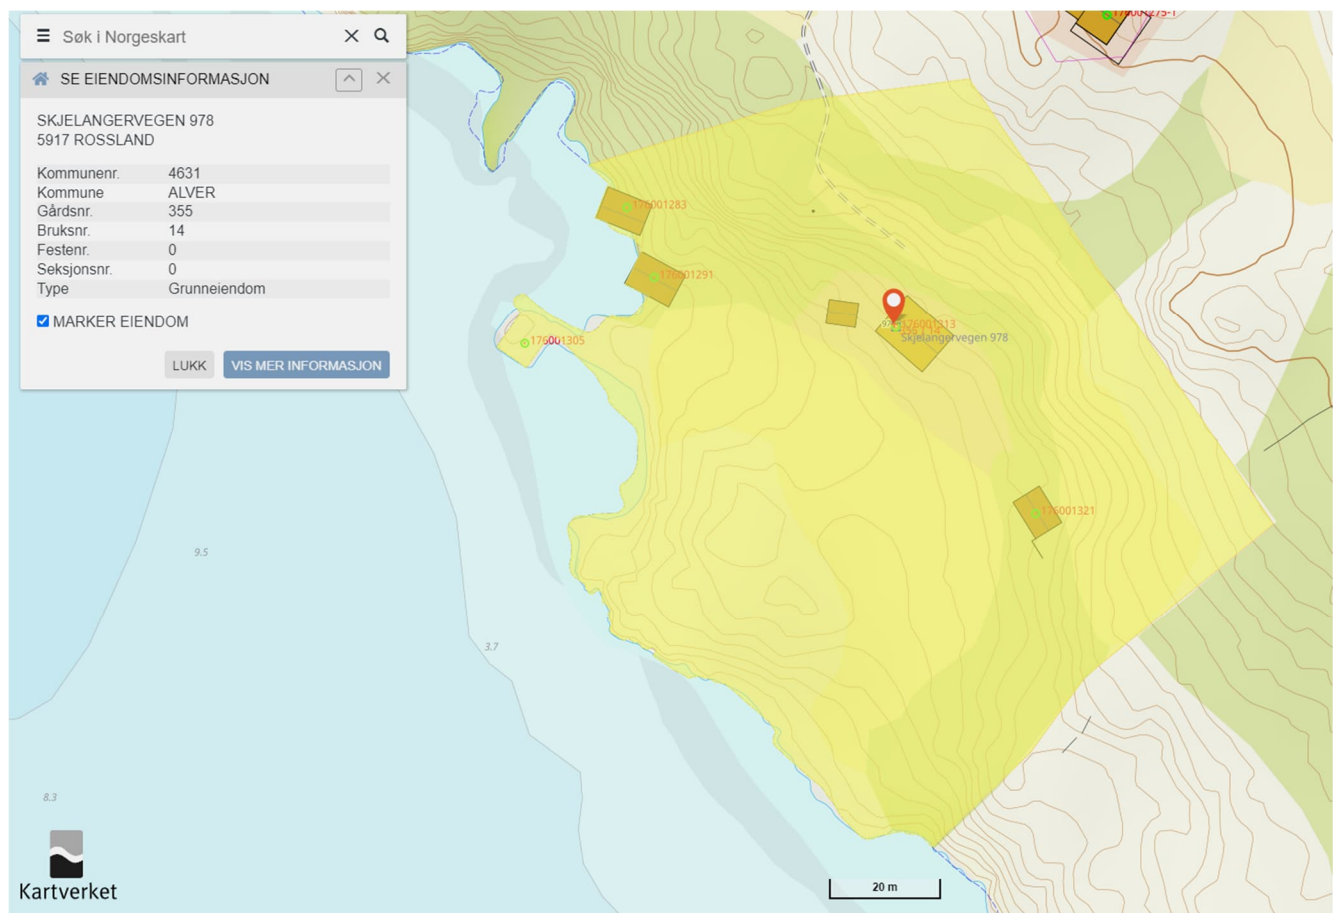 Søk i Norgeskart
SE EIENDOMSINFORMASJON
SKJELANGERVEGEN 978
5917 ROSSLAND
Kommunenr. 4631
Kommune ALVER
Gårdsnr. 355
Bruksnr. 14
Festenr. 0
Seksjonsnr. 0
Type Grunneiendom
MARKER EIENDOM
LUKK VIS MER INFORMASJON
176001275-1
176001283
176001291
176001305
176001313
Skjelangervegen 978
176001321
9.5
3.7
8.3
Kartverket
20 m